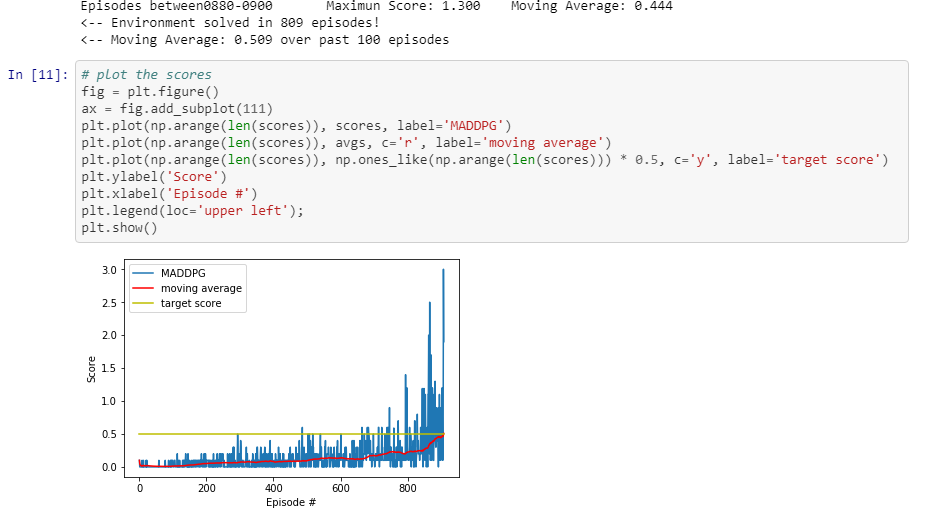 Episodes between0880-0900       Maximun Score: 1.300    Moving Average: 0.444
<-- Environment solved in 809 episodes!
<-- Moving Average: 0.509 over past 100 episodes
In [11]:
# plot the scores
fig = plt.figure()
ax = fig.add_subplot(111)
plt.plot(np.arange(len(scores)), scores, label='MADDPG')
plt.plot(np.arange(len(scores)), avgs, c='r', label='moving average')
plt.plot(np.arange(len(scores)), np.ones_like(np.arange(len(scores))) * 0.5, c='y', label='target score')
plt.ylabel('Score')
plt.xlabel('Episode #')
plt.legend(loc='upper left');
plt.show()
MADDPG
moving average
target score
3.0
2.5
2.0
1.5
1.0
0.5
0.0
Score
0 200 400 600 800
Episode #